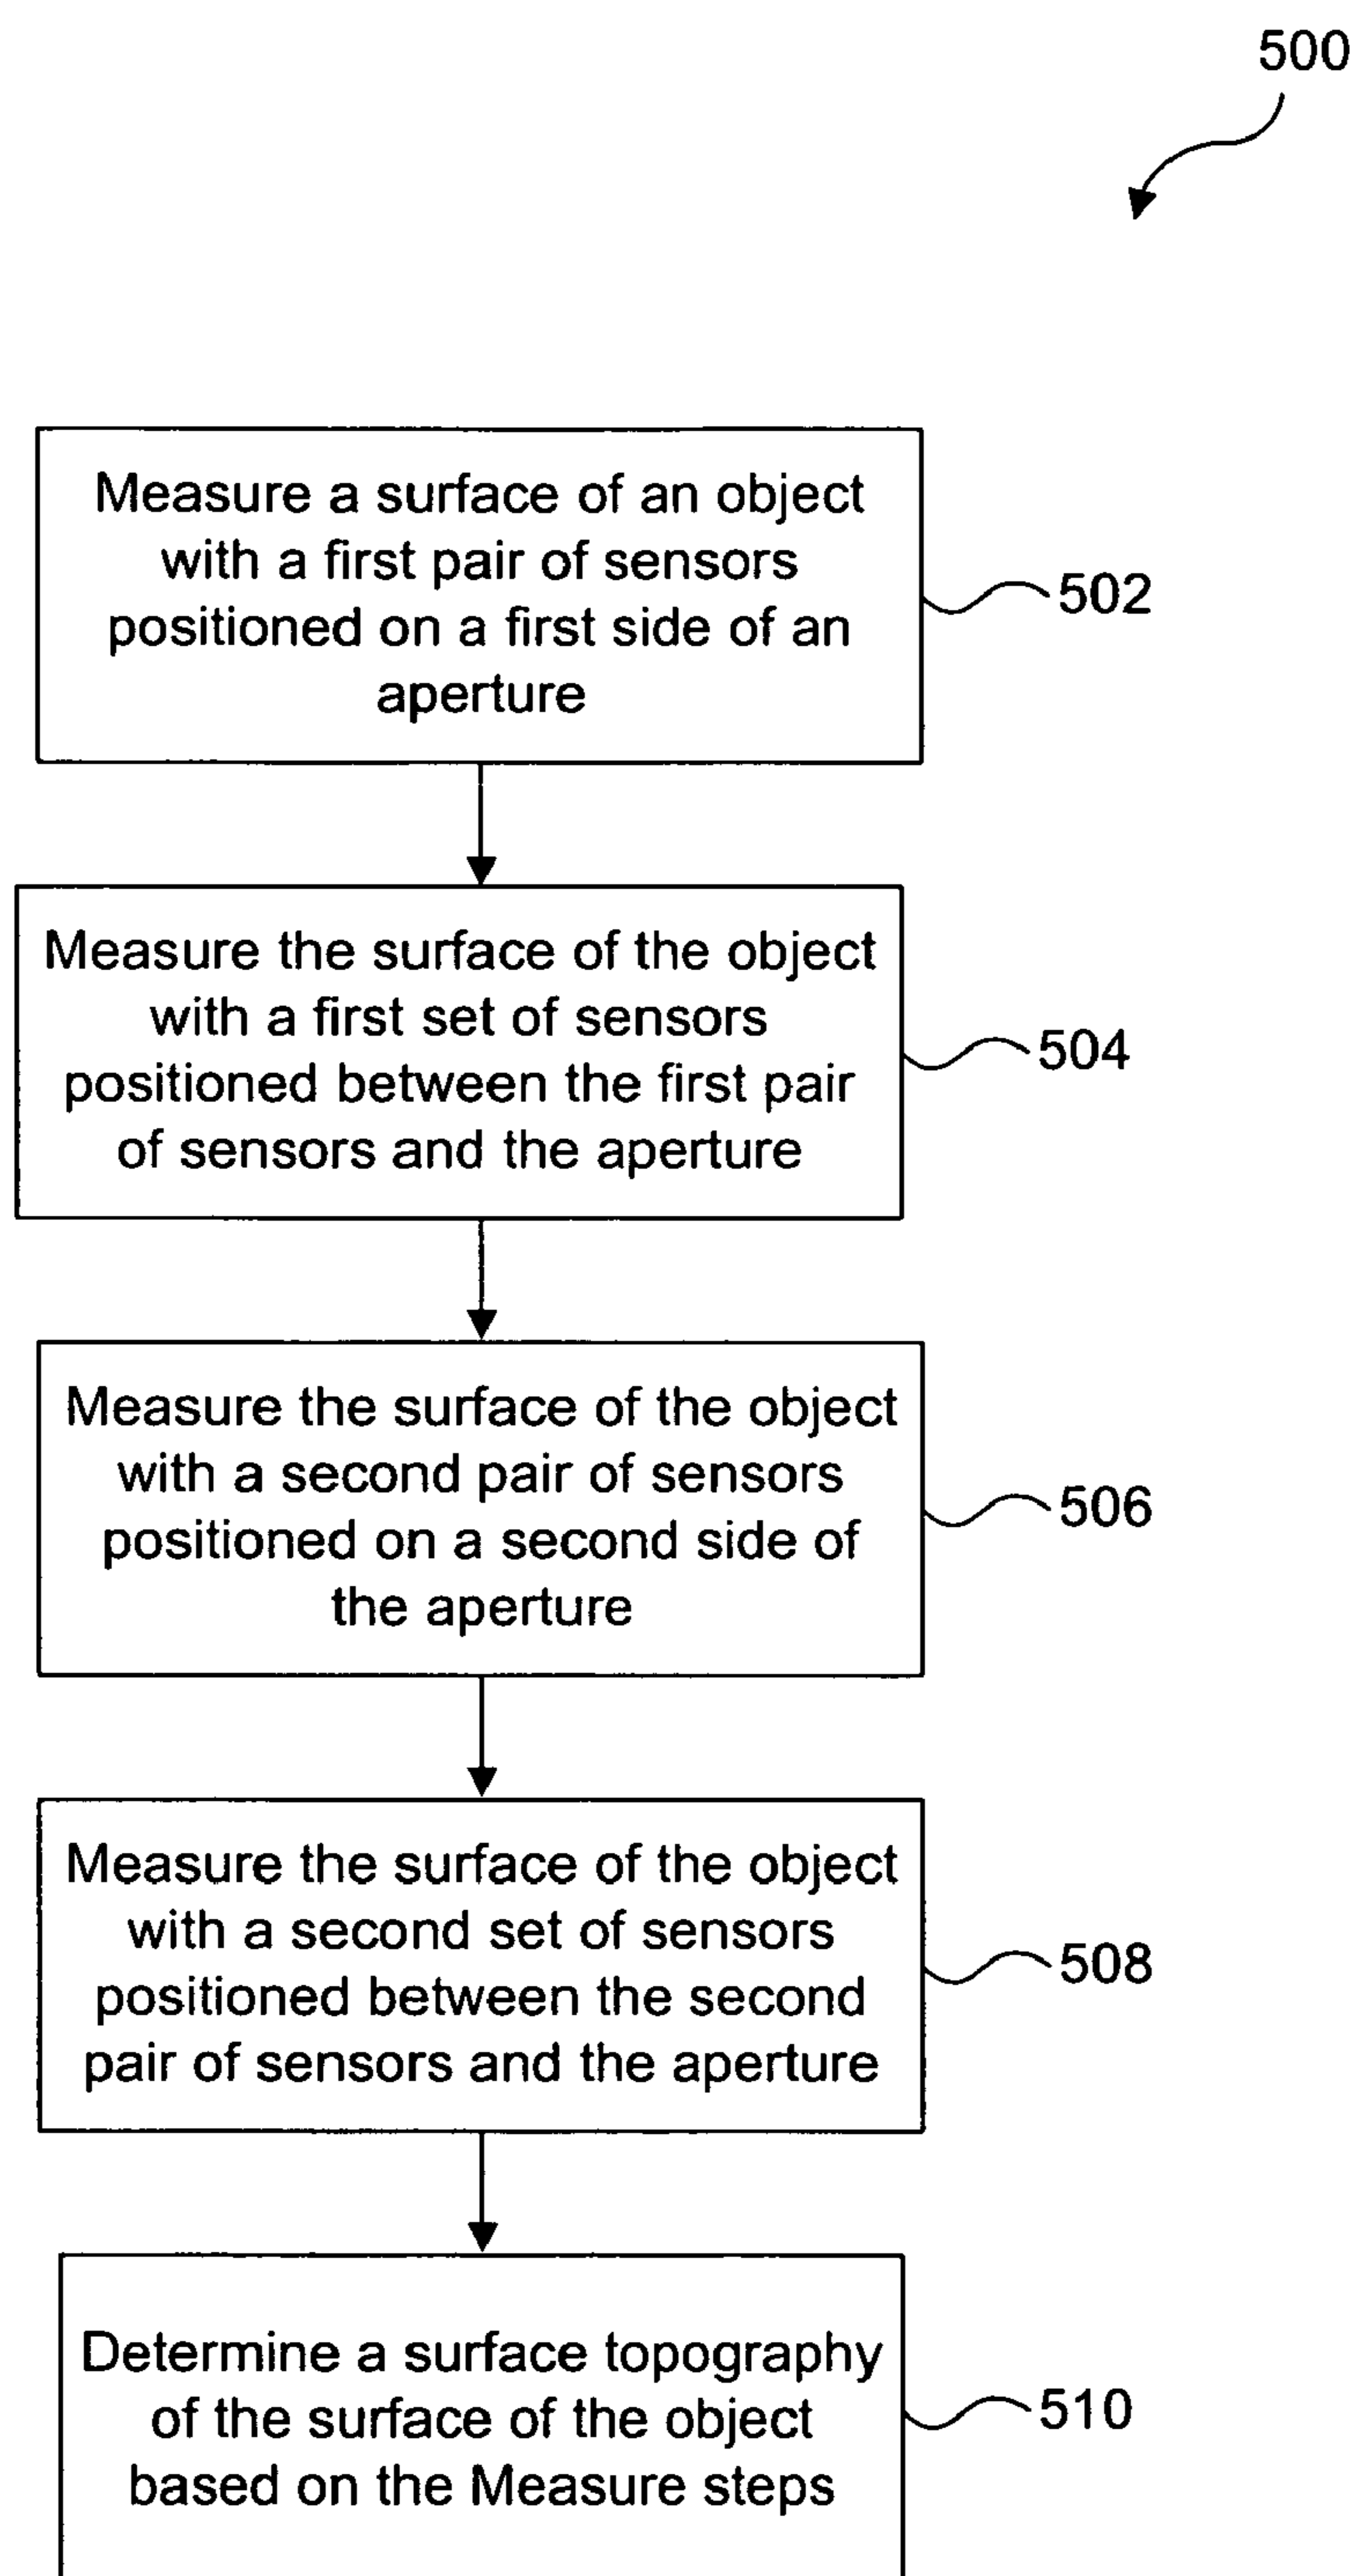 500
Measure a surface of an object
with a first pair of sensors
positioned on a first side of an
aperture
502
Measure the surface of the object
with a first set of sensors
positioned between the first pair
of sensors and the aperture
504
Measure the surface of the object
with a second pair of sensors
positioned on a second side of
the aperture
506
Measure the surface of the object
with a second set of sensors
positioned between the second
pair of sensors and the aperture
508
Determine a surface topography
of the surface of the object
based on the Measure steps
510